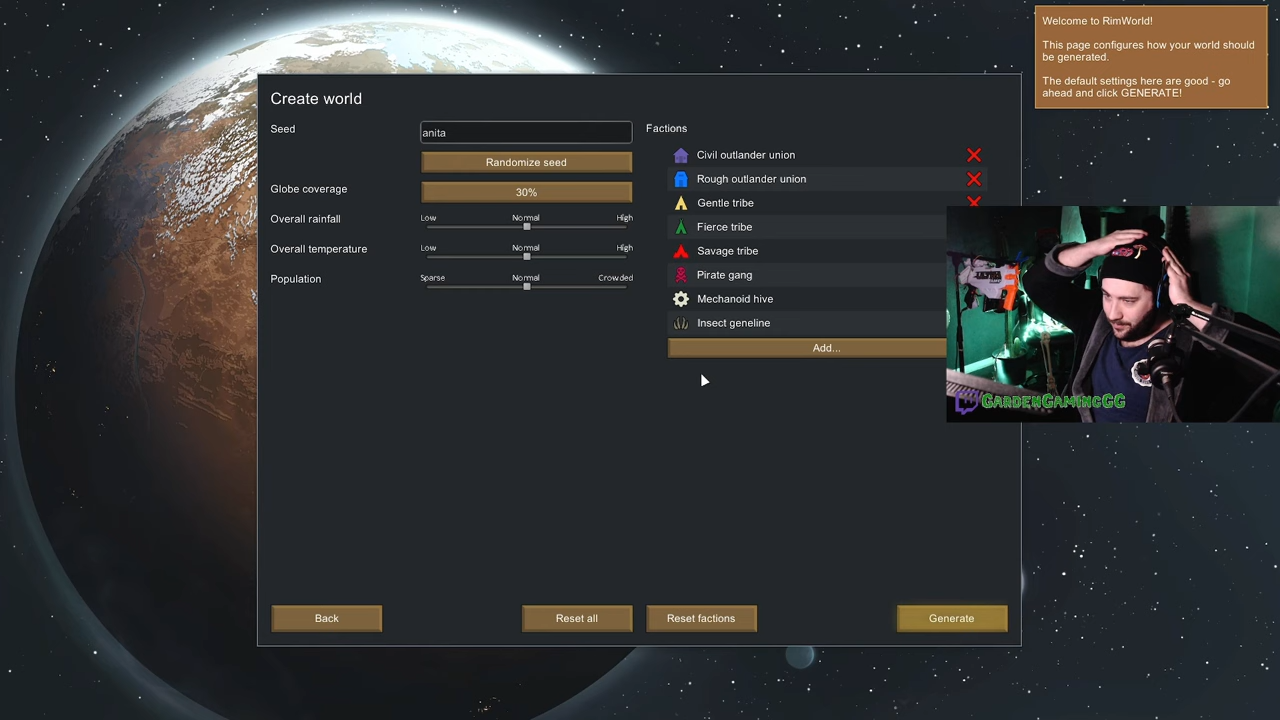 Welcome to RimWorld!
This page configures how your world should
be generated.
The default settings here are good - go
ahead and click GENERATE!
Create world
Seed
anita
Randomize seed
Globe coverage
30%
Overall rainfall
Low Normal High
Overall temperature
Low Normal High
Population
Sparse Normal Crowded
Factions
Civil outlander union
Rough outlander union
Gentle tribe
Fierce tribe
Savage tribe
Pirate gang
Mechanoid hive
Insect geneline
Add...
GARDENGAMINGGG
Back
Reset all
Reset factions
Generate